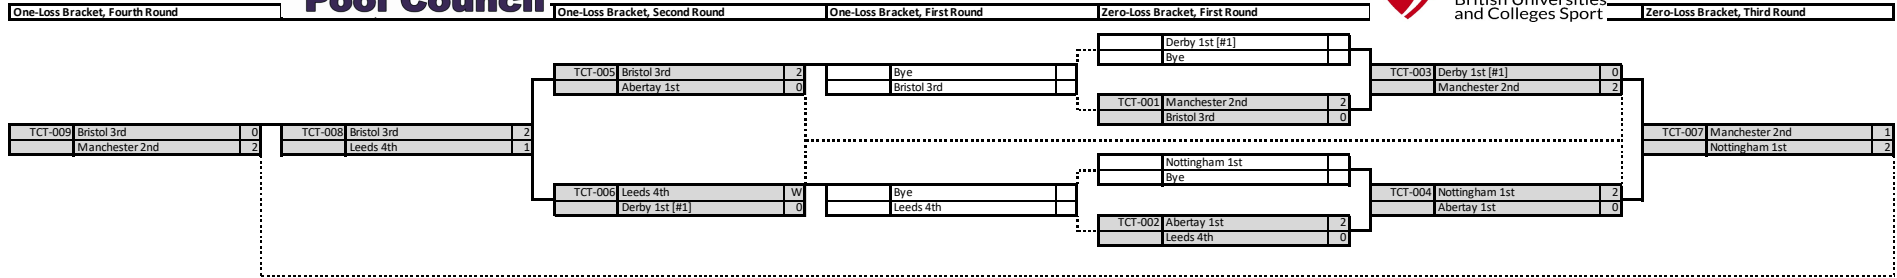 One-Loss Bracket, Fourth Round
Pool Council
One-Loss Bracket, Second Round
One-Loss Bracket, First Round
Zero-Loss Bracket, First Round
British Universities
and Colleges Sport
Zero-Loss Bracket, Third Round
Derby 1st [#1]
Bye
TCT-005 Bristol 3rd 2
Abertay 1st 0
Bye
Bristol 3rd
TCT-003 Derby 1st [#1] 0
Manchester 2nd 2
TCT-001 Manchester 2nd 2
Bristol 3rd 0
TCT-009 Bristol 3rd 0
Manchester 2nd 2
TCT-008 Bristol 3rd 2
Leeds 4th 1
TCT-007 Manchester 2nd 1
Nottingham 1st 2
Nottingham 1st
Bye
TCT-006 Leeds 4th W
Derby 1st [#1] 0
Bye
Leeds 4th
TCT-004 Nottingham 1st 2
Abertay 1st 0
TCT-002 Abertay 1st 2
Leeds 4th 0